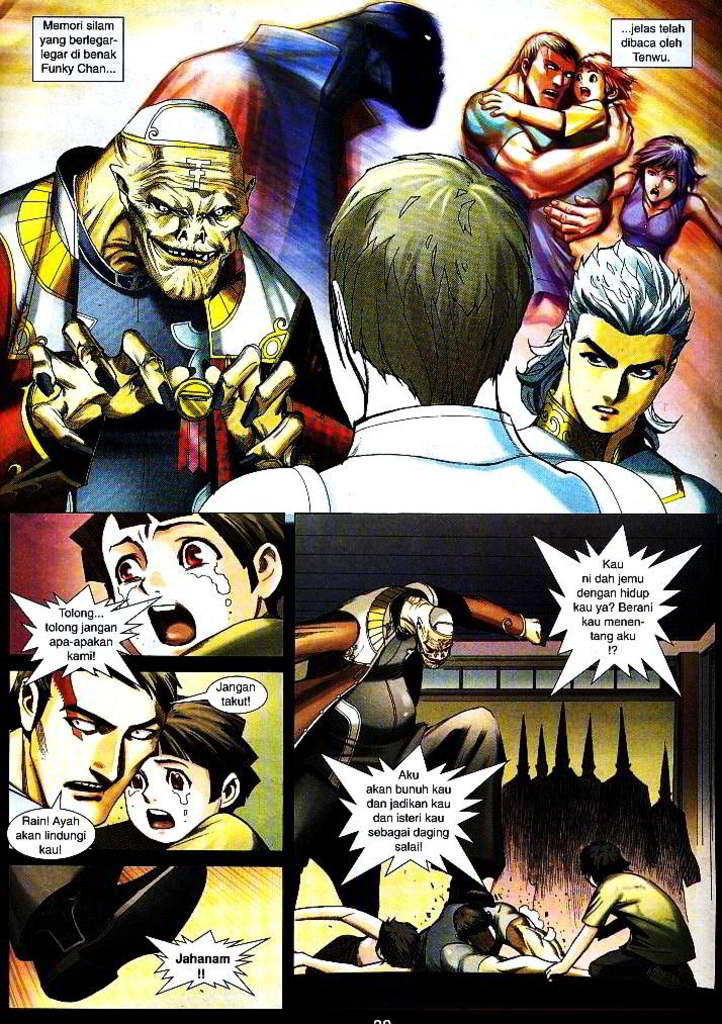 Memori silam
yang berlegar-
legar di benak
Funky Chan...
...jelas telah
dibaca oleh
Tenwu.
Tolong...
tolong jangan
apa-apakan
kami!
Jangan
takut!
Rain! Ayah
akan lindungi
kau!
Jahanam
!!
Kau
ni dah jemu
dengan hidup
kau ya? Berani
kau menen-
tang aku
!?
Aku
akan bunuh kau
dan jadikan kau
dan isteri kau
sebagai daging
salai!